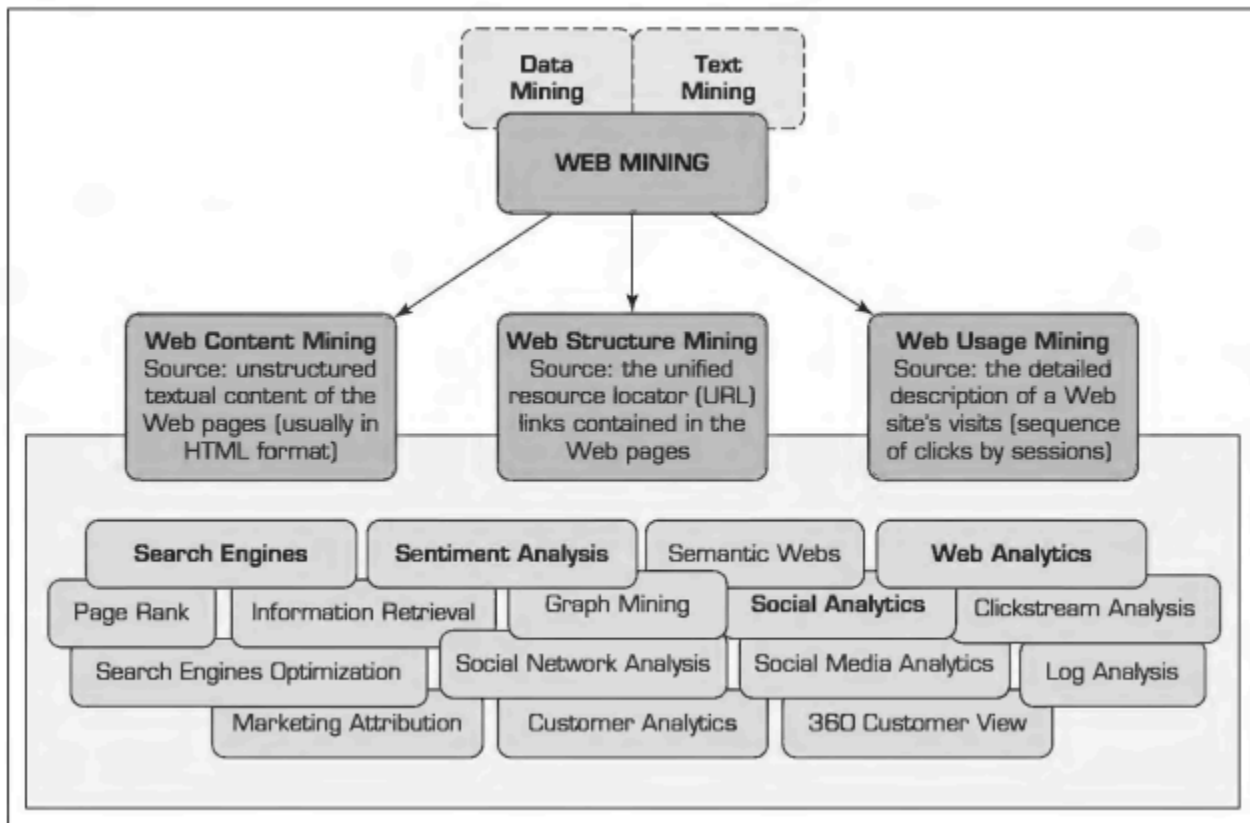 Data
Mining
Text
Mining
WEB MINING
Web Content Mining
Source: unstructured
textual content of the
Web pages (usually in
HTML format)
Web Structure Mining
Source: the unified
resource locator (URL)
links contained in the
Web pages
Web Usage Mining
Source: the detailed
description of a Web
site's visits (sequence
of clicks by sessions)
Search Engines
Sentiment Analysis
Semantic Webs
Web Analytics
Page Rank
Information Retrieval
Graph Mining
Social Analytics
Clickstream Analysis
Search Engines Optimization
Social Network Analysis
Social Media Analytics
Log Analysis
Marketing Attribution
Customer Analytics
360 Customer View